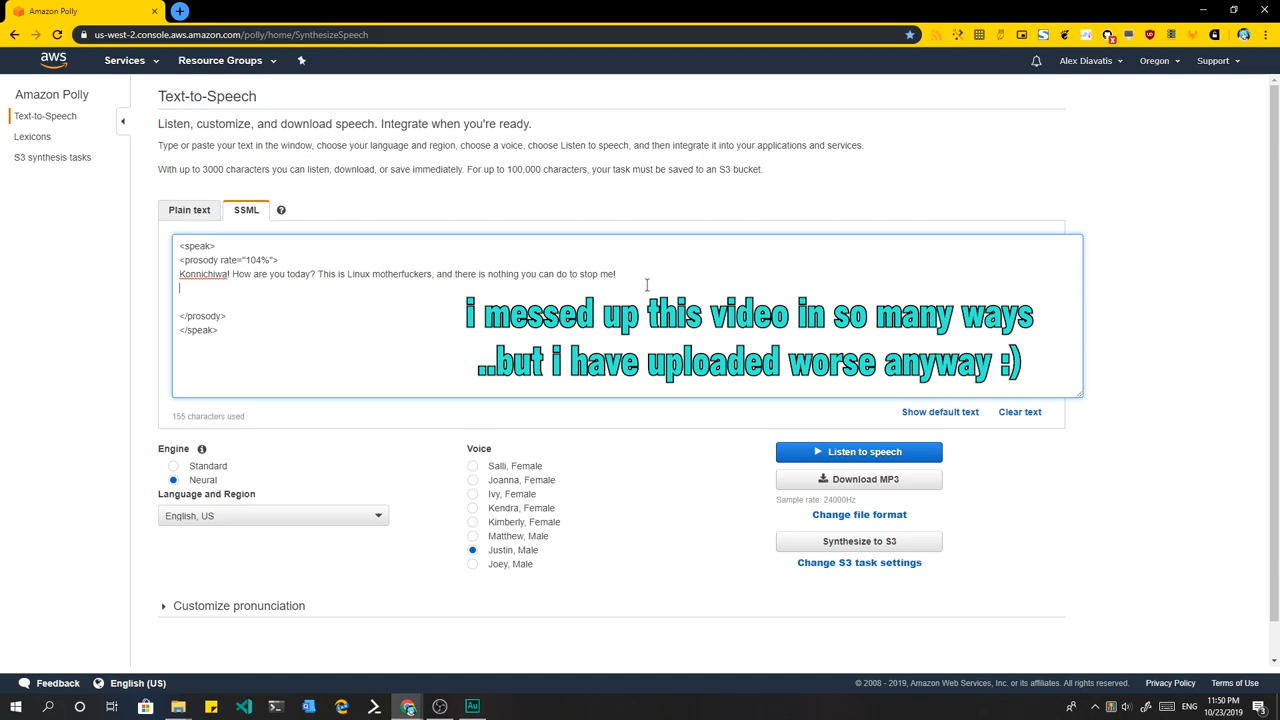 Amazon Polly
us-west-2.console.aws.amazon.com/polly/home/SynthesizeSpeech
aws
Services
Resource Groups
Alex Diavatis
Oregon
Support
Amazon Polly
Text-to-Speech
Lexicons
S3 synthesis tasks
Text-to-Speech
Listen, customize, and download speech. Integrate when you're ready.
Type or paste your text in the window, choose your language and region, choose a voice, choose Listen to speech, and then integrate it into your applications and services.
With up to 3000 characters you can listen, download, or save immediately. For up to 100,000 characters, your task must be saved to an S3 bucket.
Plain text
SSML
<speak>
<prosody rate="104%">
Konnichiwa! How are you today? This is Linux motherfuckers, and there is nothing you can do to stop me!
</prosody>
</speak>
i messed up this video in so many ways
..but i have uploaded worse anyway :)
155 characters used
Show default text
Clear text
Engine
Standard
Neural
Language and Region
English, US
Voice
Salli, Female
Joanna, Female
Ivy, Female
Kendra, Female
Kimberly, Female
Matthew, Male
Justin, Male
Joey, Male
Listen to speech
Download MP3
Sample rate: 24000Hz
Change file format
Synthesize to S3
Change S3 task settings
Customize pronunciation
Feedback
English (US)
© 2008 - 2019, Amazon Web Services, Inc. or its affiliates. All rights reserved.
Privacy Policy
Terms of Use
Au
ENG
11:50 PM
10/23/2019
3